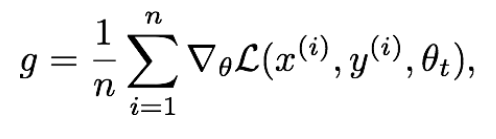 g = \frac{1}{n} \sum_{i=1}^{n} \nabla_\theta \mathcal{L}(x^{(i)}, y^{(i)}, \theta_t),